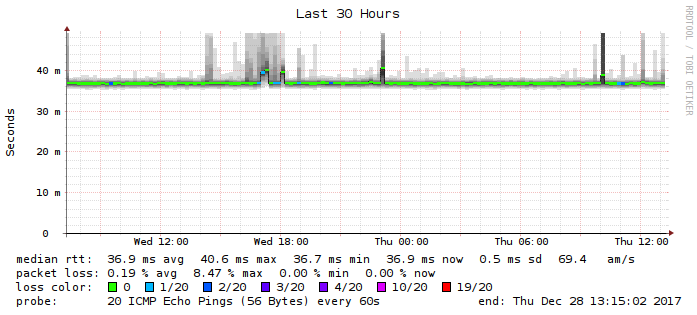 Last 30 Hours
RRDTOOL / TOBI OETIKER
Seconds
40 m
30 m
20 m
10 m
0
Wed 12:00 Wed 18:00 Thu 00:00 Thu 06:00 Thu 12:00
median rtt: 36.9 ms avg 40.6 ms max 36.7 ms min 36.9 ms now 0.5 ms sd 69.4 am/s
packet loss: 0.19 % avg 8.47 % max 0.00 % min 0.00 % now
loss color: 0 1/20 2/20 3/20 4/20 10/20 19/20
probe: 20 ICMP Echo Pings (56 Bytes) every 60s end: Thu Dec 28 13:15:02 2017